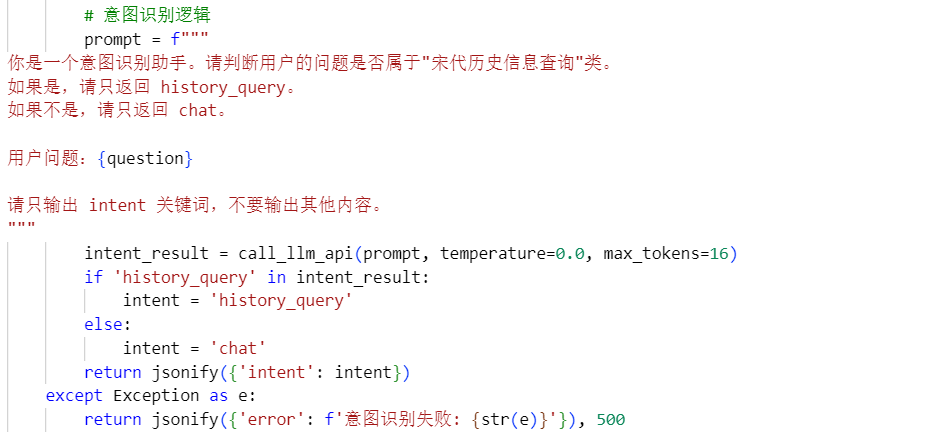 # 意图识别逻辑
prompt = f"""
你是一个意图识别助手。请判断用户的问题是否属于"宋代历史信息查询"类。
如果是，请只返回 history_query。
如果不是，请只返回 chat。
用户问题：{question}
请只输出 intent 关键词，不要输出其他内容。
"""
intent_result = call_llm_api(prompt, temperature=0.0, max_tokens=16)
if 'history_query' in intent_result:
intent = 'history_query'
else:
intent = 'chat'
return jsonify({'intent': intent})
except Exception as e:
return jsonify({'error': f'意图识别失败: {str(e)}'}), 500